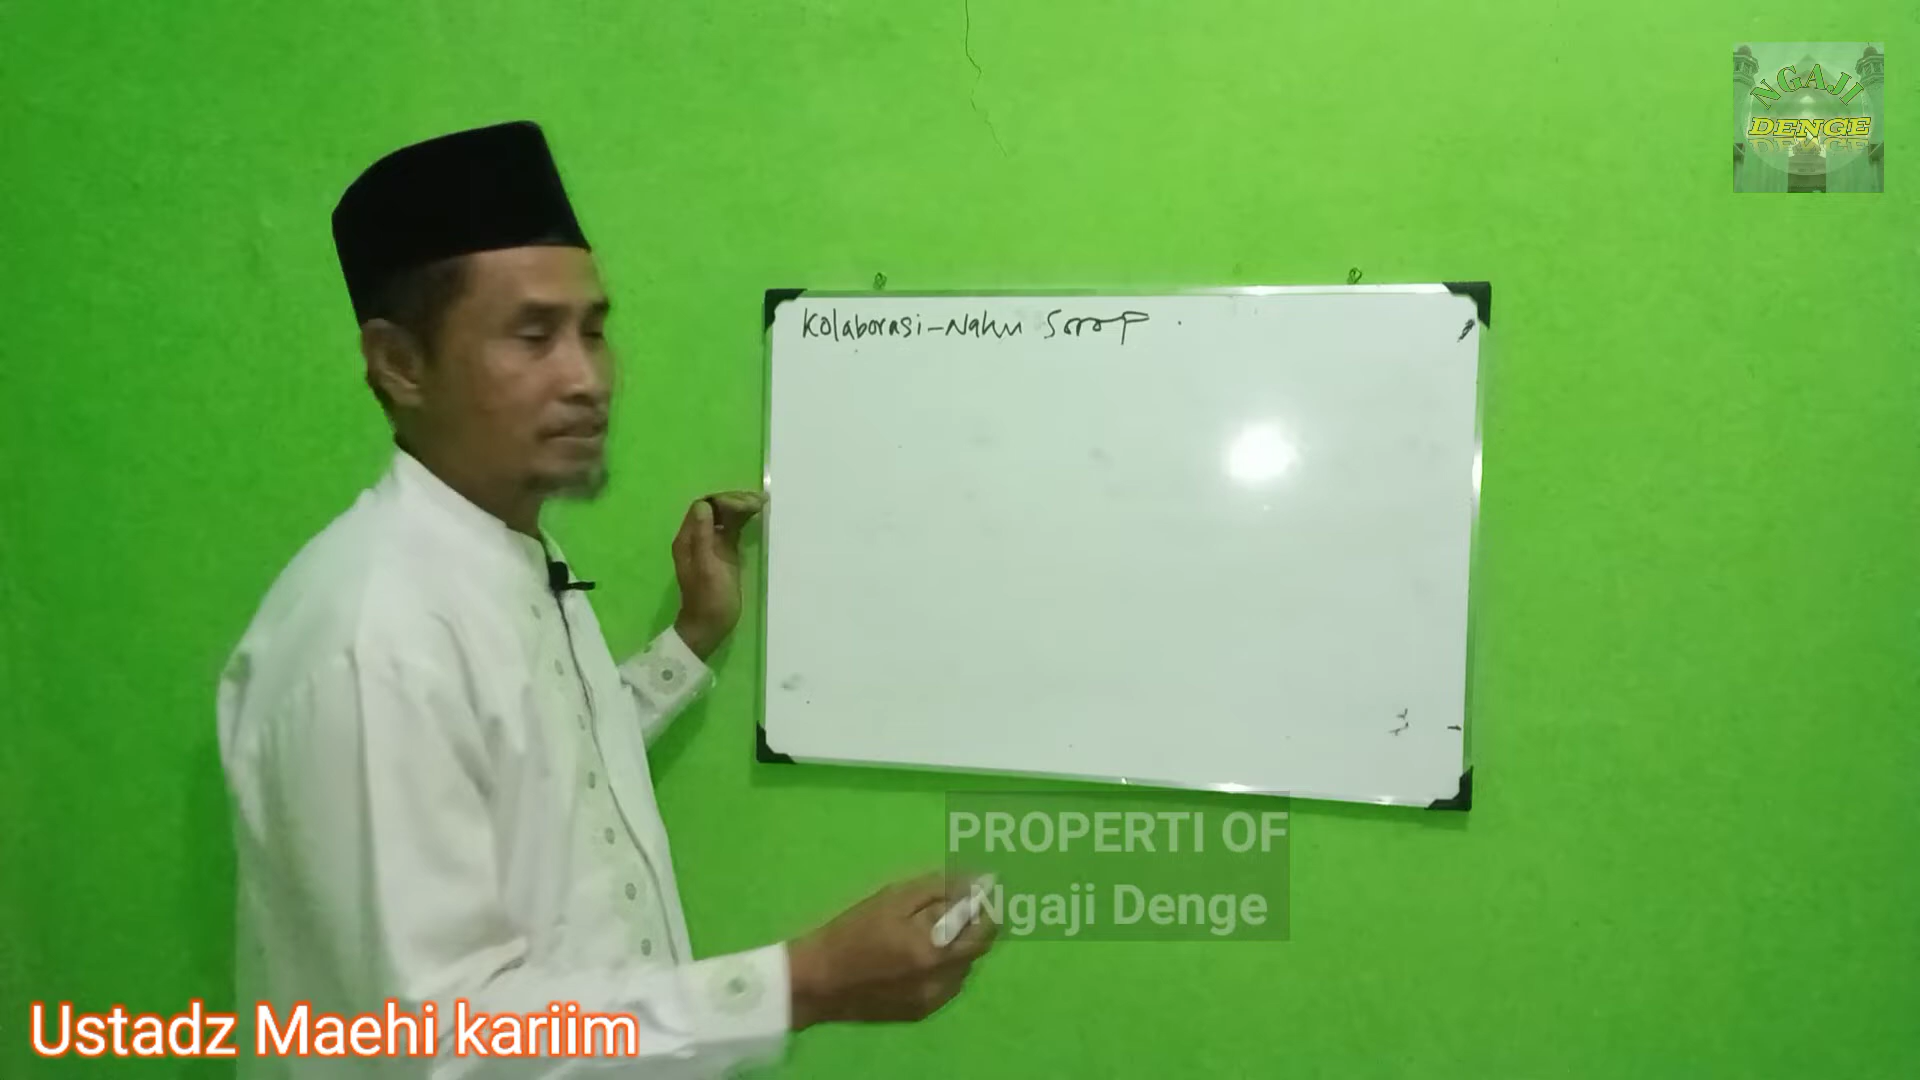 NGAJI
DENGE
Kolaborasi-Nahu Sorop
PROPERTI OF
Ngaji Denge
Ustadz Maehi kariim